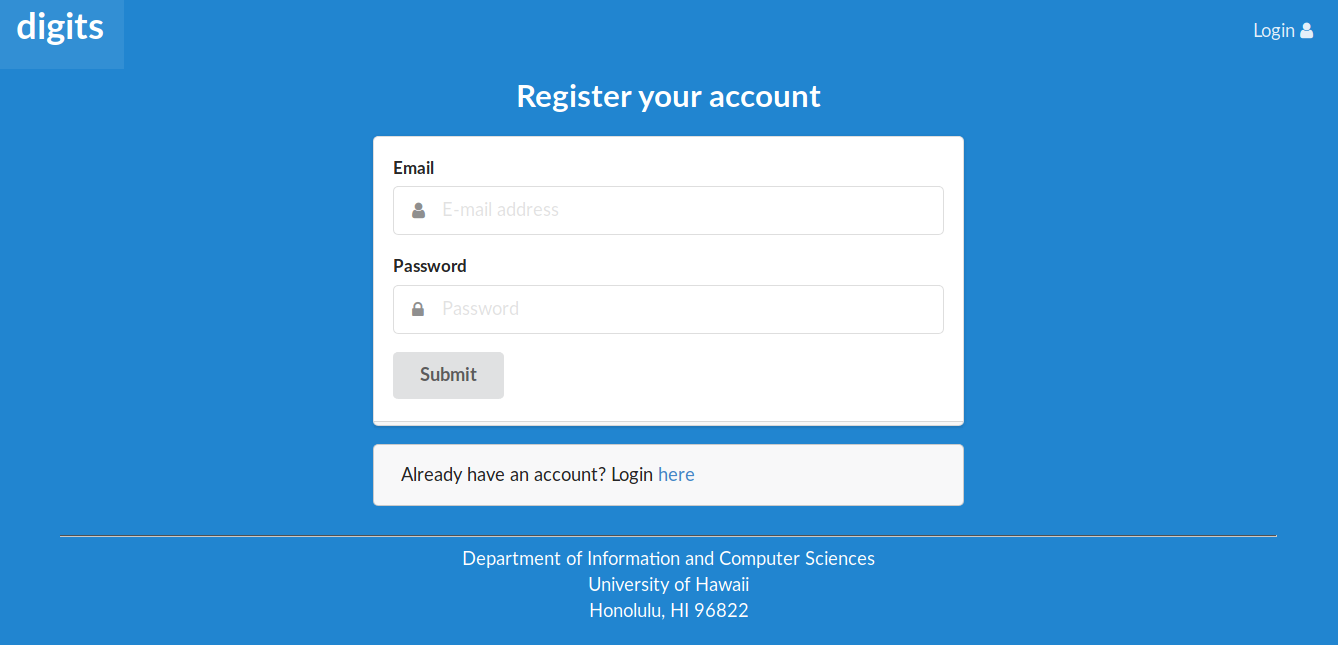 digits
Login
Register your account
Email
E-mail address
Password
Password
Submit
Already have an account? Login here
Department of Information and Computer Sciences
University of Hawaii
Honolulu, HI 96822